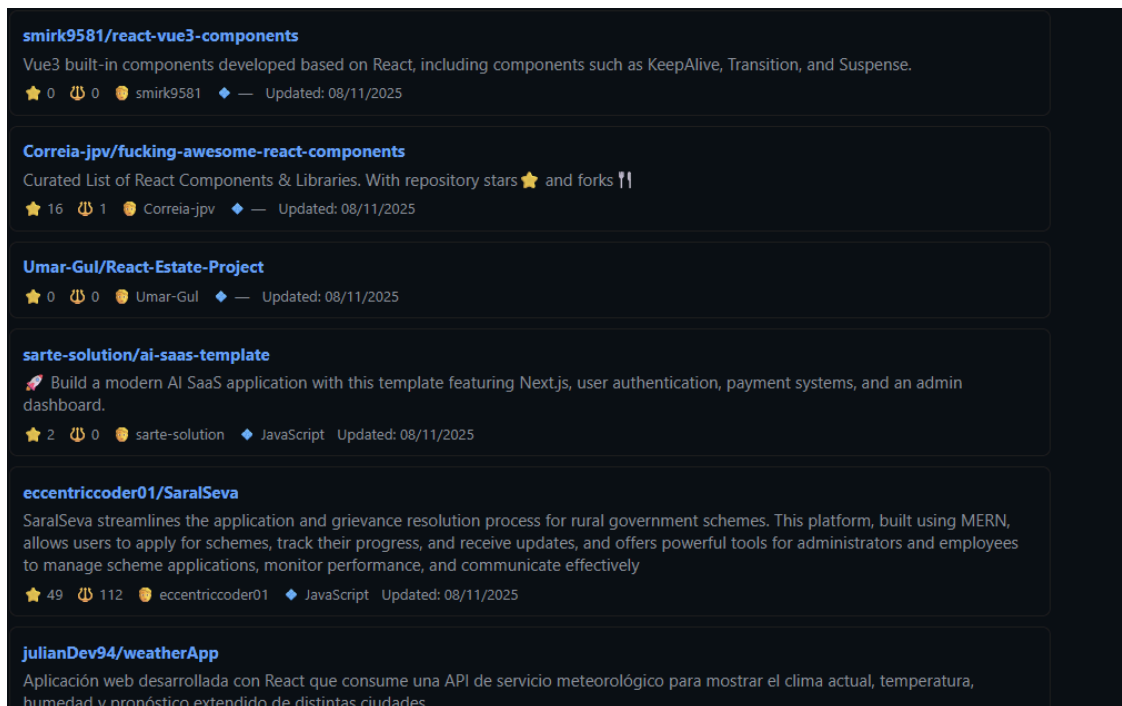 smirk9581/react-vue3-components
Vue3 built-in components developed based on React, including components such as KeepAlive, Transition, and Suspense.
⭐ 0 🔱 0 🧑 smirk9581 🔹 — Updated: 08/11/2025
Correia-jpv/fucking-awesome-react-components
Curated List of React Components & Libraries. With repository stars⭐ and forks🍴
⭐ 16 🔱 1 🧑 Correia-jpv 🔹 — Updated: 08/11/2025
Umar-Gul/React-Estate-Project
⭐ 0 🔱 0 🧑 Umar-Gul 🔹 — Updated: 08/11/2025
sarte-solution/ai-saas-template
🚀 Build a modern AI SaaS application with this template featuring Next.js, user authentication, payment systems, and an admin
dashboard.
⭐ 2 🔱 0 🧑 sarte-solution 🔹 JavaScript Updated: 08/11/2025
eccentriccoder01/SaralSeva
SaralSeva streamlines the application and grievance resolution process for rural government schemes. This platform, built using MERN,
allows users to apply for schemes, track their progress, and receive updates, and offers powerful tools for administrators and employees
to manage scheme applications, monitor performance, and communicate effectively
⭐ 49 🔱 112 🧑 eccentriccoder01 🔹 JavaScript Updated: 08/11/2025
julianDev94/weatherApp
Aplicación web desarrollada con React que consume una API de servicio meteorológico para mostrar el clima actual, temperatura,
humedad y pronóstico extendido de distintas ciudades